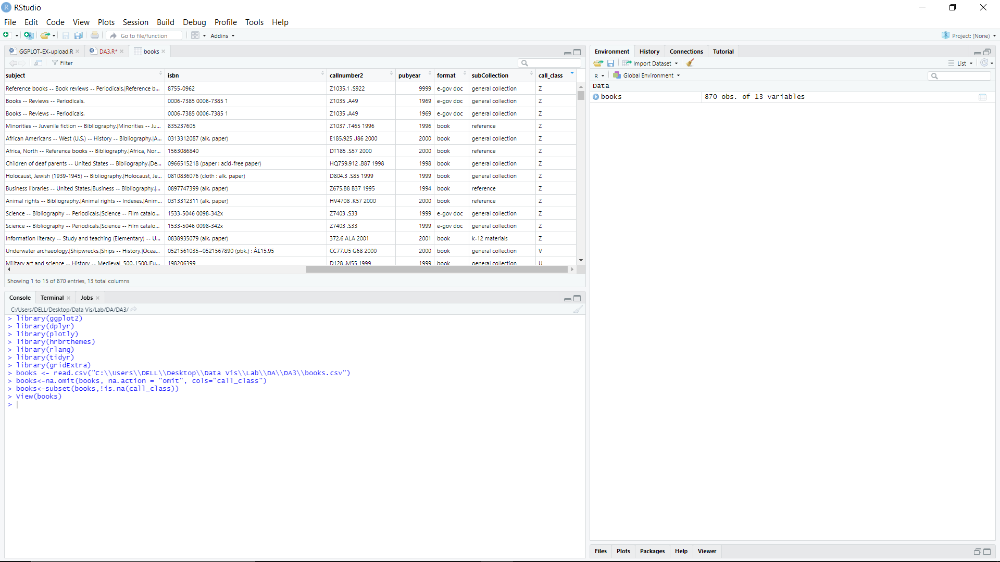 RStudio
File Edit Code View Plots Session Build Debug Profile Tools Help
Go to file/function Addins Project: (None)
GGPLOT-EX-upload.R DA3.R* books
Filter
subject isbn callnumber2 pubyear format subCollection call_class
Reference books -- Book reviews -- Periodicals.|Reference b... 8755-0962 Z1035.1 .S922 9999 e-gov doc general collection Z
Books -- Reviews -- Periodicals. 0006-7385 0006-7385 1 Z1035 .A49 1969 e-gov doc general collection Z
Books -- Reviews -- Periodicals. 0006-7385 0006-7385 1 Z1035 .A49 1969 e-gov doc general collection Z
Minorities -- Juvenile fiction -- Bibliography.|Minorities -- Ju... 835237605 Z1037 .T465 1996 1996 book reference Z
African Americans -- West (U.S.) -- History -- Bibliography.|A... 0313312087 (alk. paper) E185.925 .J86 2000 2000 book general collection Z
Africa, North -- Reference books -- Bibliography.|Africa, Nor... 1563086840 DT185 .S57 2000 2000 book reference Z
Children of deaf parents -- United States -- Bibliography.|De... 0966515218 (paper : acid-free paper) HQ759.912 .B87 1998 1998 book general collection Z
Holocaust, Jewish (1939-1945) -- Bibliography.|Holocaust, Je... 0810836076 (cloth : alk. paper) D804.3 .S85 1999 1999 book general collection Z
Business libraries -- United States.|Business -- Bibliography.|... 0897747399 (alk. paper) Z675.B8 B37 1995 1994 book reference Z
Animal rights -- Bibliography.|Animal rights -- Indexes.|Anim... 0313312311 (alk. paper) HV4708 .K57 2000 2000 book reference Z
Science -- Bibliography -- Periodicals.|Science -- Film catalo... 1533-5046 0098-342x Z7403 .S33 1999 e-gov doc general collection Z
Science -- Bibliography -- Periodicals.|Science -- Film catalo... 1533-5046 0098-342x Z7403 .S33 1999 e-gov doc general collection Z
Information literacy -- Study and teaching (Elementary) -- U... 0838935079 (alk. paper) 372.6 ALA 2001 2001 book k-12 materials Z
Underwater archaeology.|Shipwrecks.|Ships -- History.|Ocea... 0521561035~0521567890 (pbk.) : Â£15.95 CC77.U5 G68 2000 2000 book general collection V
Military art and science -- History -- Medieval, 500-1500.|Eu... 198206399 D128 .M55 1999 1999 book general collection U
Showing 1 to 15 of 870 entries, 13 total columns
Console Terminal Jobs
C:/Users/DELL/Desktop/Data Vis/Lab/DA/DA3/
> library(ggplot2)
> library(dplyr)
> library(plotly)
> library(hrbrthemes)
> library(rlang)
> library(tidyr)
> library(gridExtra)
> books <- read.csv("C:\\Users\\DELL\\Desktop\\Data Vis\\Lab\\DA\\DA3\\books.csv")
> books<-na.omit(books, na.action = "omit", cols="call_class")
> books<-subset(books,!is.na(call_class))
> View(books)
>
Environment History Connections Tutorial
Import Dataset List
R Global Environment
Data
books 870 obs. of 13 variables
Files Plots Packages Help Viewer